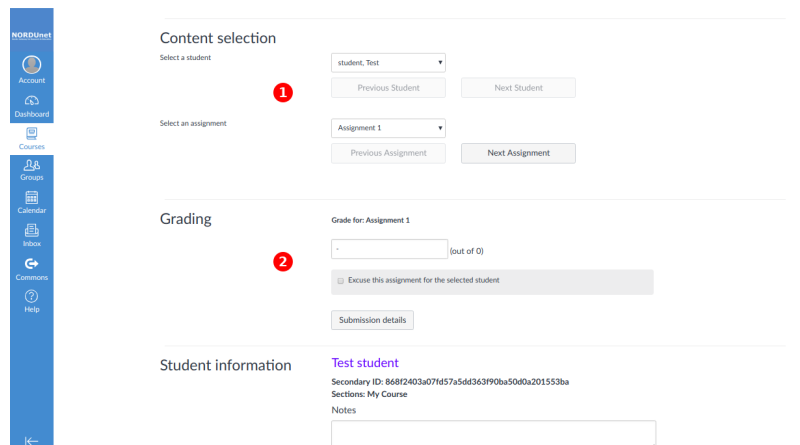 NORDUnet
Account
Dashboard
Courses
Groups
Calendar
Inbox
Commons
Help
Content selection
Select a student
student, Test
Previous Student Next Student
1
Select an assignment
Assignment 1
Previous Assignment Next Assignment
Grading
Grade for: Assignment 1
-
(out of 0)
2
Excuse this assignment for the selected student
Submission details
Student information
Test student
Secondary ID: 868f2403a07fd57a5dd363f90ba50d0a201553ba
Sections: My Course
Notes